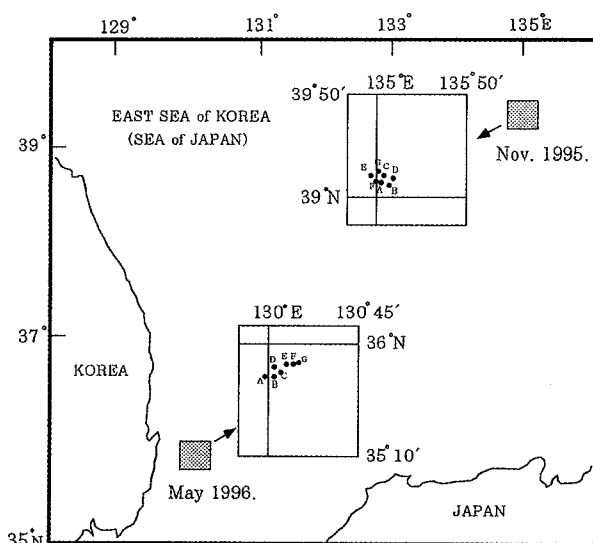 129° 131° 133° 135°E
39°
37°
35°N
EAST SEA of KOREA
(SEA of JAPAN)
135°E 135°50′
39°50′
39°N
E G C D
F A B
Nov. 1995.
130°E 130°45′
36°N
35°10′
D E F G
A B C
May 1996.
KOREA
JAPAN